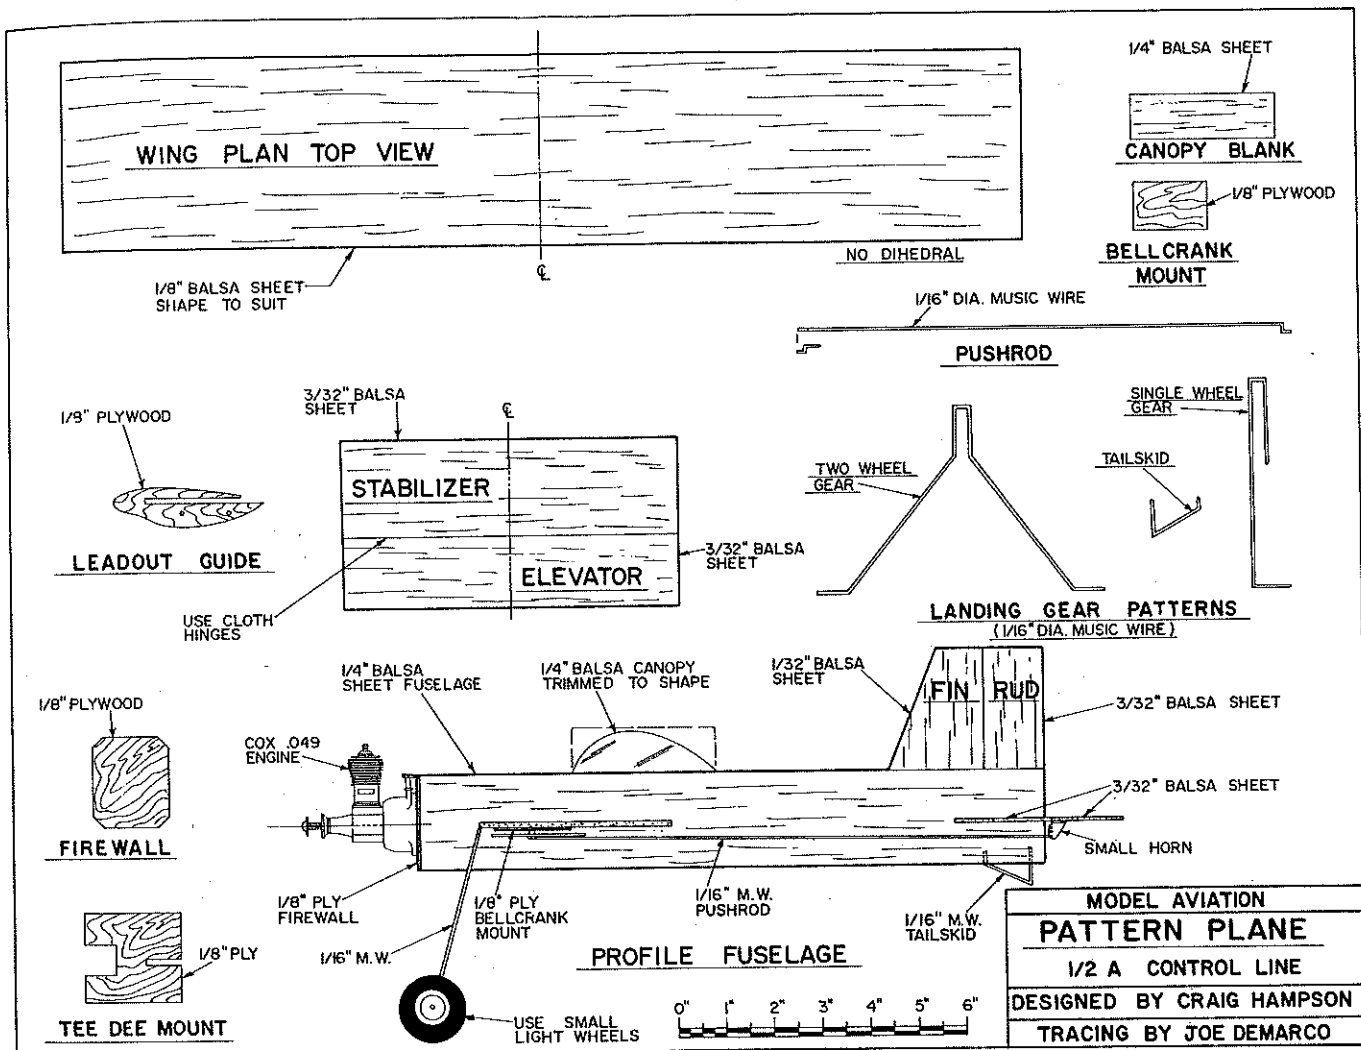 1/4" BALSA SHEET
WING PLAN TOP VIEW
CANOPY BLANK
1/8" PLYWOOD
NO DIHEDRAL
BELLCRANK
MOUNT
℄
1/8" BALSA SHEET
SHAPE TO SUIT
1/16" DIA. MUSIC WIRE
PUSHROD
3/32" BALSA
SHEET
℄
1/8" PLYWOOD
SINGLE WHEEL
GEAR
TWO WHEEL
GEAR
TAILSKID
STABILIZER
LEADOUT GUIDE
3/32" BALSA
SHEET
ELEVATOR
USE CLOTH
HINGES
LANDING GEAR PATTERNS
(1/16" DIA. MUSIC WIRE)
1/4" BALSA
SHEET FUSELAGE
1/4" BALSA CANOPY
TRIMMED TO SHAPE
1/32" BALSA
SHEET
FIN RUD
3/32" BALSA SHEET
1/8" PLYWOOD
COX .049
ENGINE
3/32" BALSA SHEET
FIREWALL
SMALL HORN
1/8" PLY
FIREWALL
1/8" PLY
BELLCRANK
MOUNT
1/16" M.W.
PUSHROD
1/16" M.W.
TAILSKID
1/16" M.W.
1/8" PLY
TEE DEE MOUNT
PROFILE FUSELAGE
USE SMALL
LIGHT WHEELS
0" 1" 2" 3" 4" 5" 6"
MODEL AVIATION
PATTERN PLANE
1/2 A CONTROL LINE
DESIGNED BY CRAIG HAMPSON
TRACING BY JOE DEMARCO